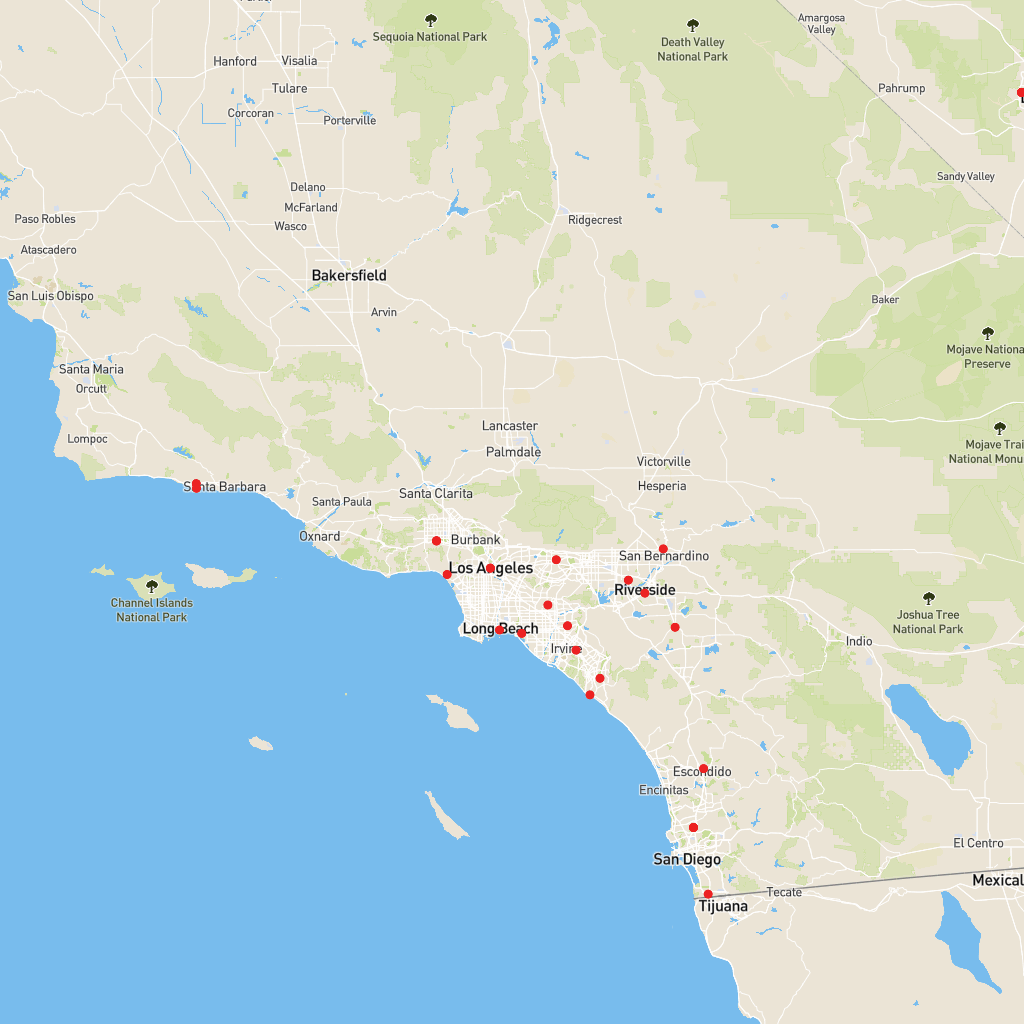 Sequoia National Park
Death Valley
National Park
Amargosa
Valley
Hanford
Visalia
Tulare
Pahrump
Corcoran
Porterville
Sandy Valley
Delano
McFarland
Wasco
Paso Robles
Ridgecrest
Atascadero
Bakersfield
San Luis Obispo
Arvin
Baker
Mojave Nationa
Preserve
Santa Maria
Orcutt
Lompoc
Lancaster
Palmdale
Mojave Trai
National Monu
Victorville
Hesperia
Santa Barbara
Santa Clarita
Santa Paula
Oxnard
Burbank
San Bernardino
Los Angeles
Riverside
Channel Islands
National Park
Joshua Tree
National Park
Long Beach
Irvine
Indio
Escondido
Encinitas
San Diego
El Centro
Mexical
Tecate
Tijuana